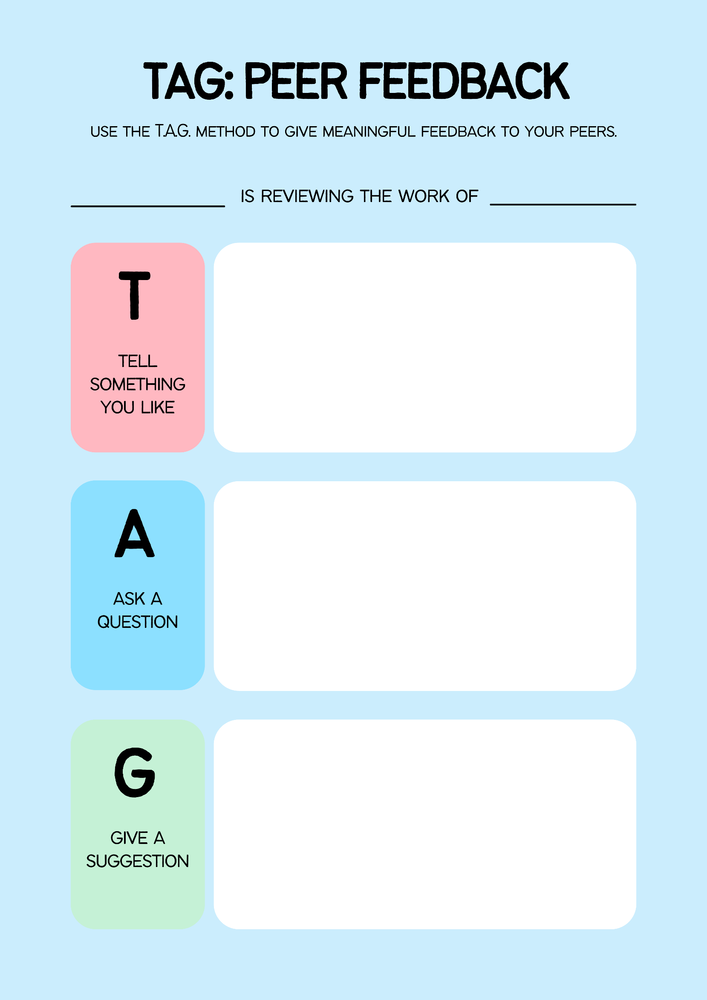 TAG: PEER FEEDBACK
USE THE T.A.G. METHOD TO GIVE MEANINGFUL FEEDBACK TO YOUR PEERS.
IS REVIEWING THE WORK OF
T
TELL
SOMETHING
YOU LIKE
A
ASK A
QUESTION
G
GIVE A
SUGGESTION